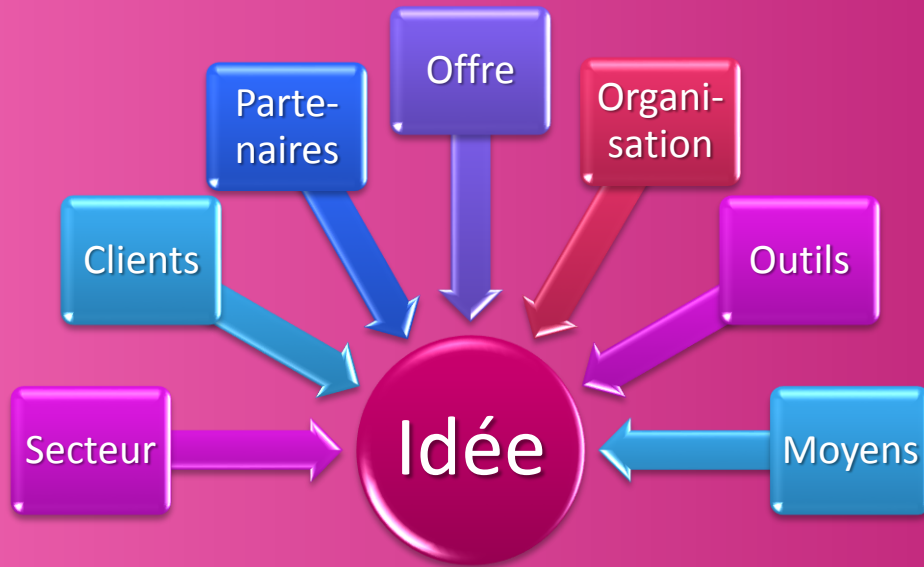 Offre
Parte-
naires
Organi-
sation
Clients
Outils
Secteur
Idée
Moyens